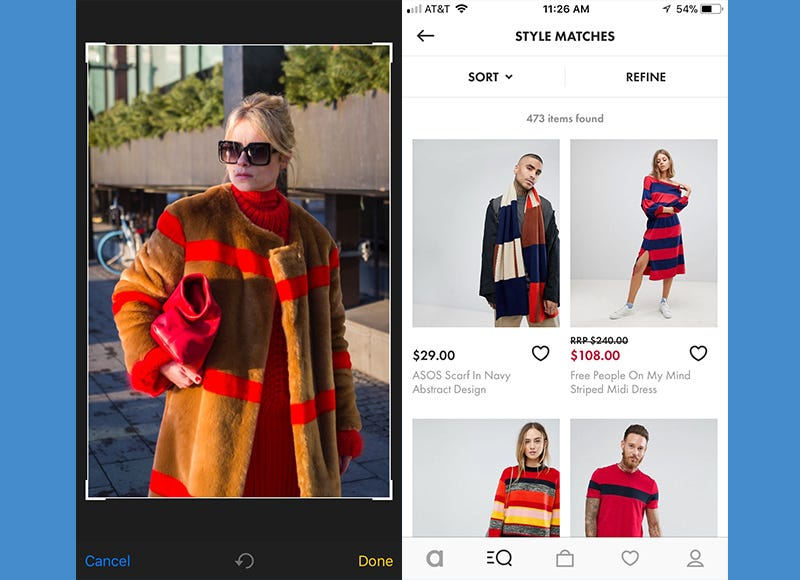 Cancel
Done
AT&T
11:26 AM
54%
STYLE MATCHES
SORT
REFINE
473 items found
$29.00
ASOS Scarf In Navy
Abstract Design
RRP $240.00
$108.00
Free People On My Mind
Striped Midi Dress